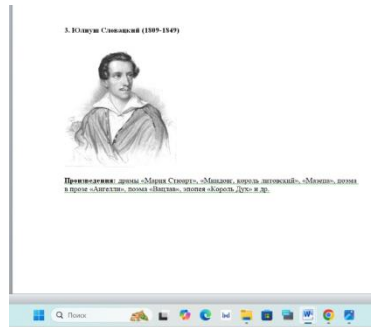 3. Юлиуш Словацкий (1809-1849)
Произведения: драмы «Мария Стюарт», «Миндовг, король литовский», «Мазепа», поэма
в прозе «Ангелли», поэма «Вацлав», эпопея «Король Дух» и др.
Поиск